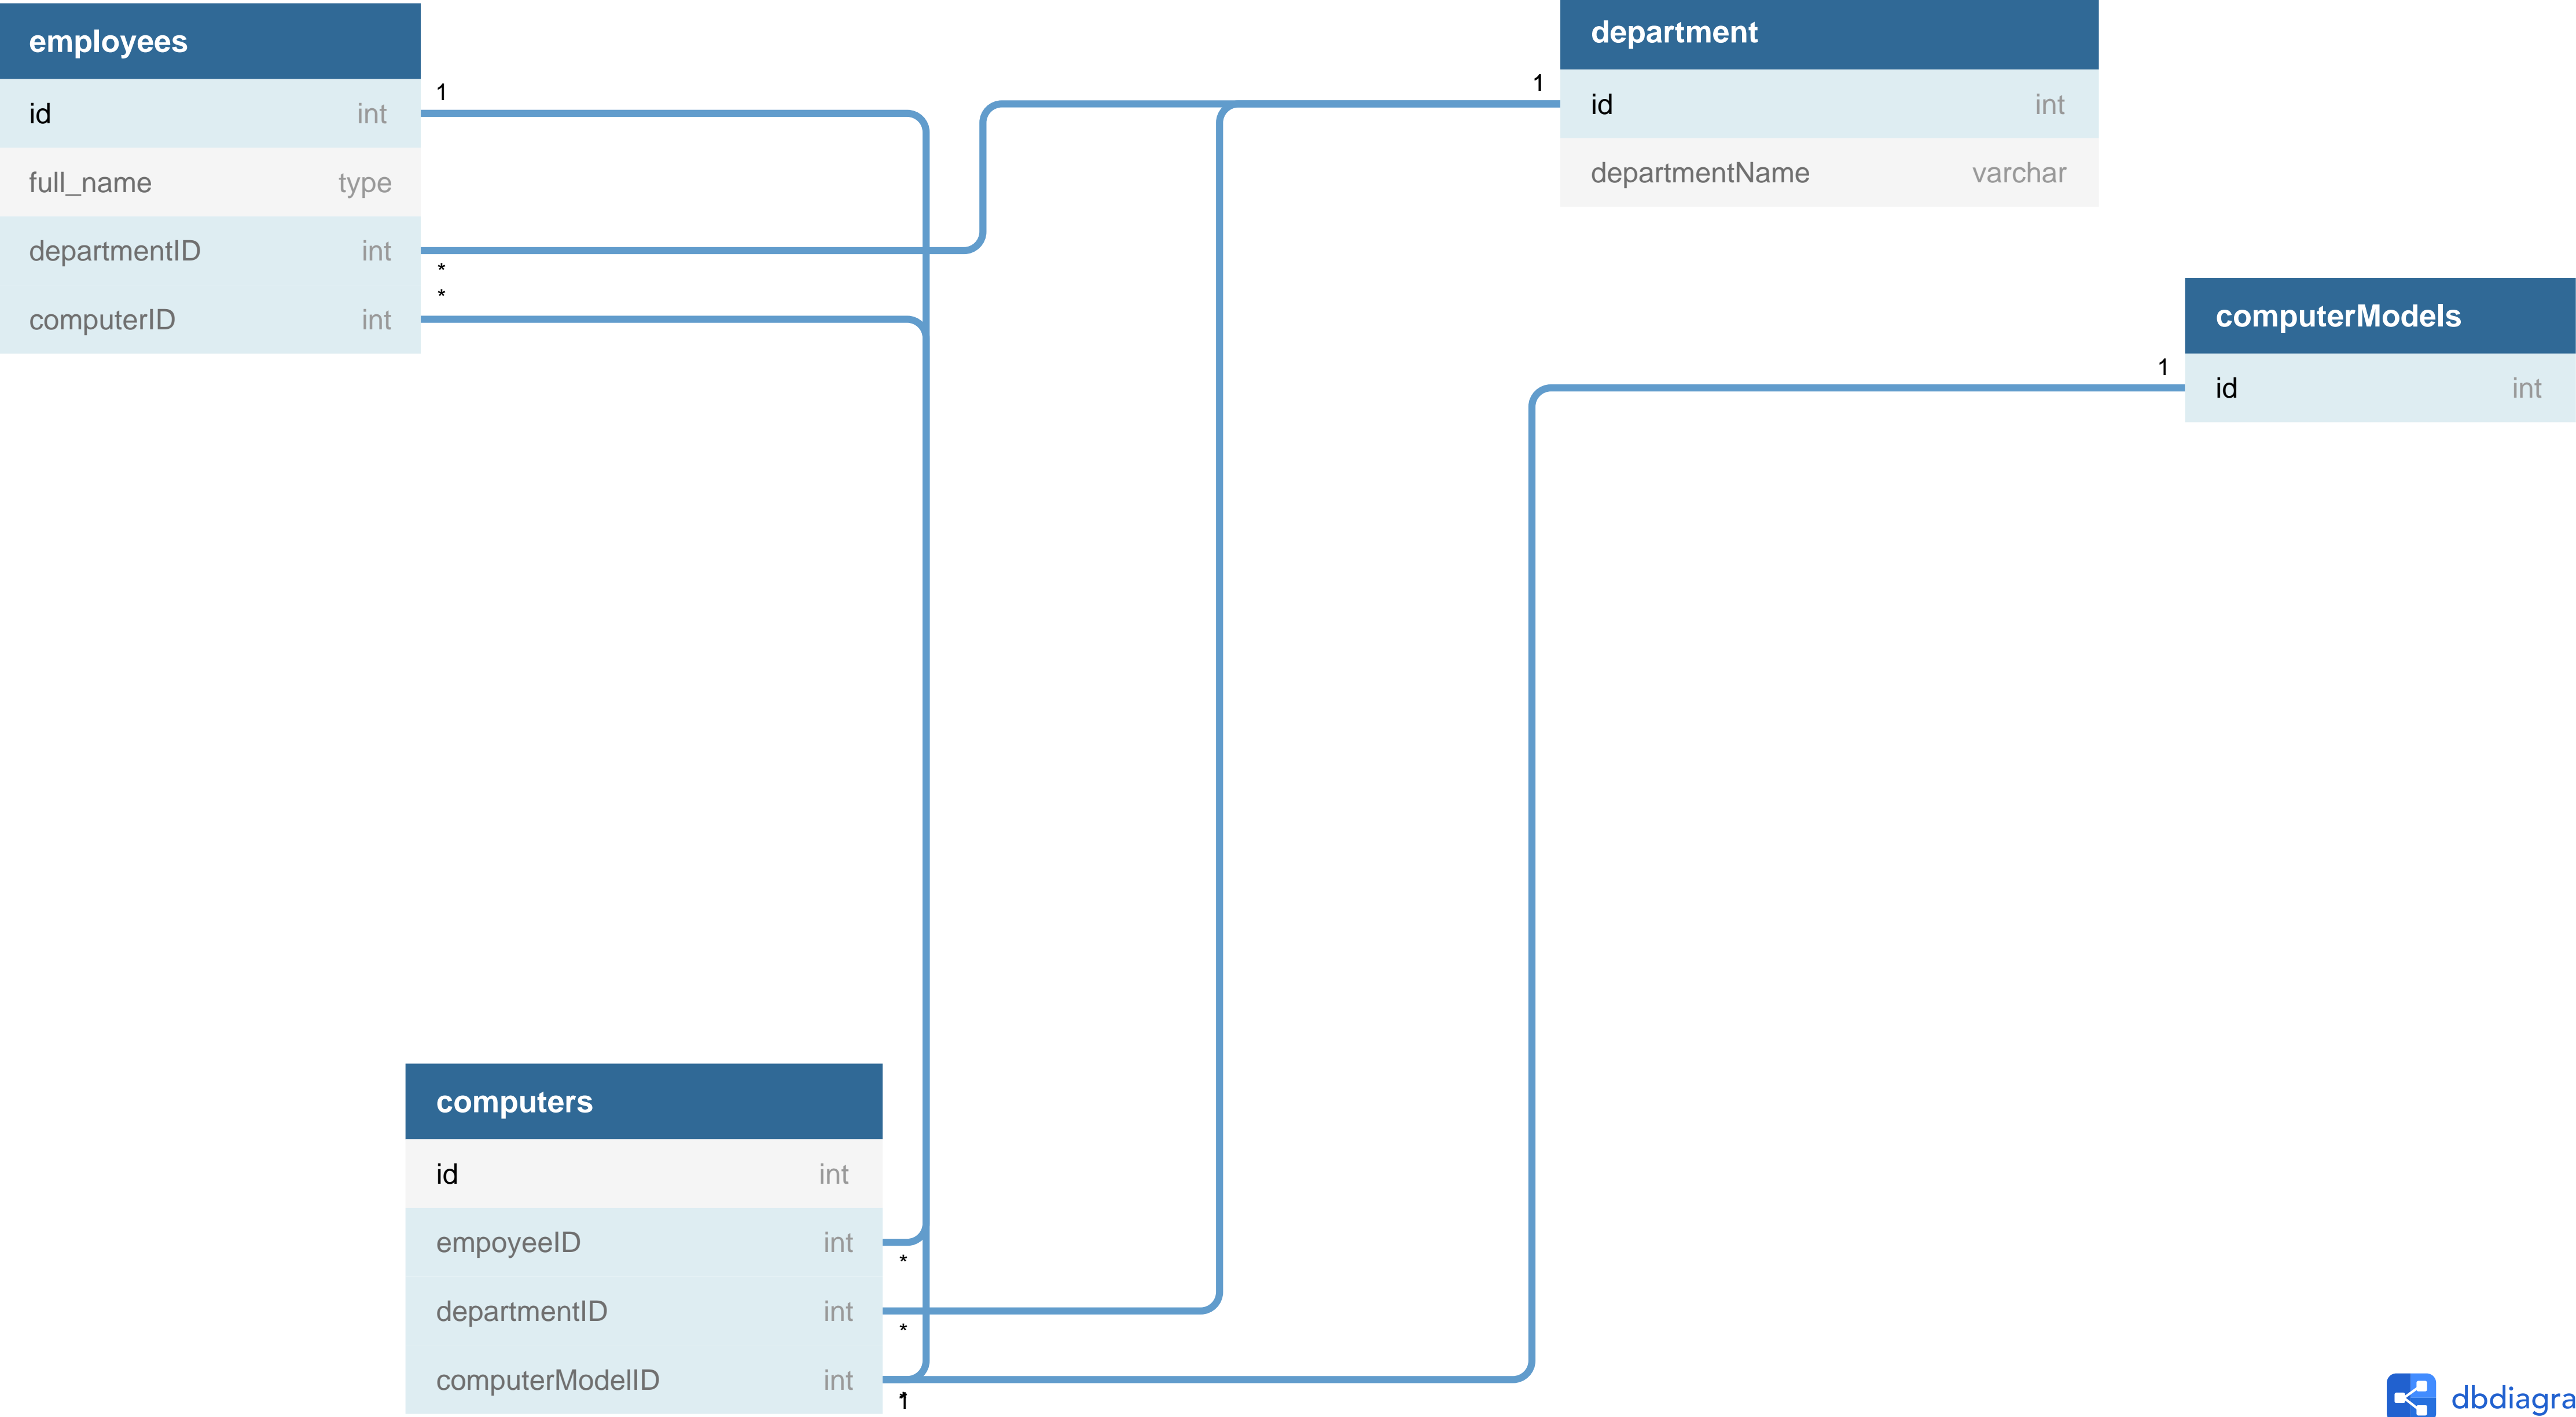 employees
id int
full_name type
departmentID int
computerID int
1
*
*
department
id int
departmentName varchar
1
computerModels
id int
1
computers
id int
empoyeeID int
departmentID int
computerModelID int
*
*
*
1
dbdiagra